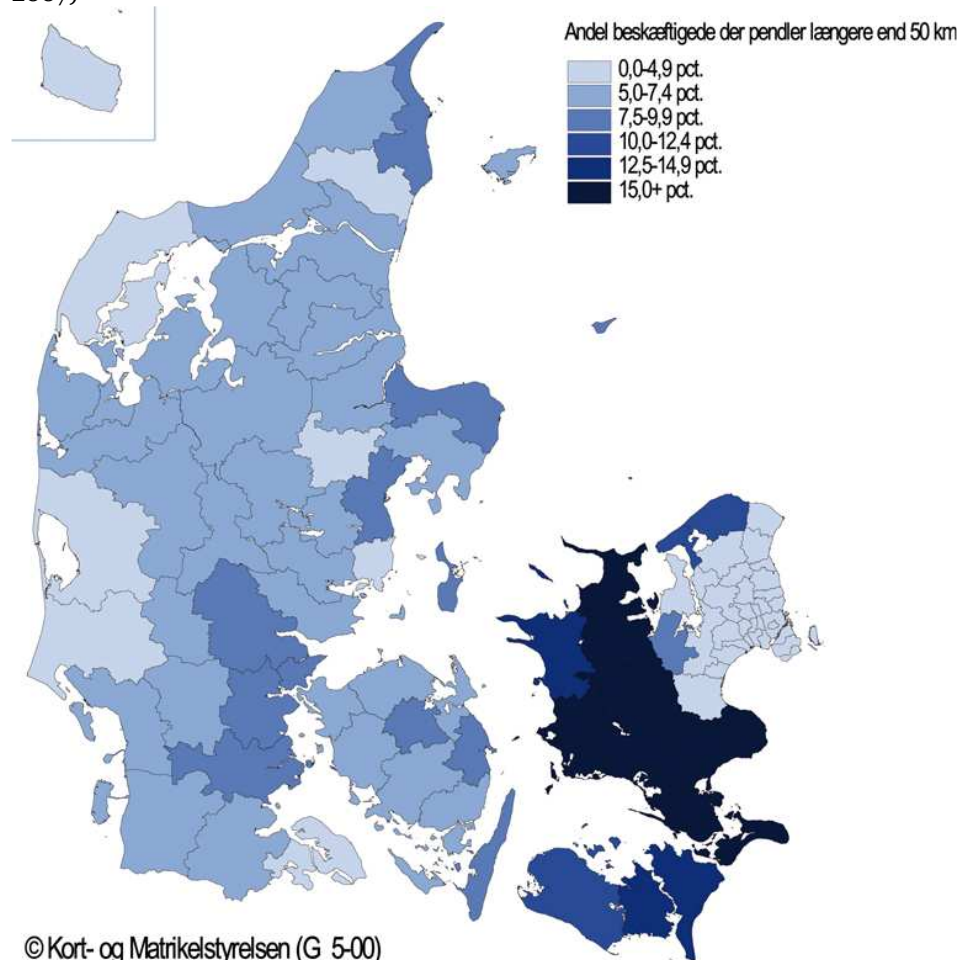 Andel beskæftigede der pendler længere end 50 km
0,0-4,9 pct.
5,0-7,4 pct.
7,5-9,9 pct.
10,0-12,4 pct.
12,5-14,9 pct.
15,0+ pct.
© Kort- og Matrikelstyrelsen (G 5-00)